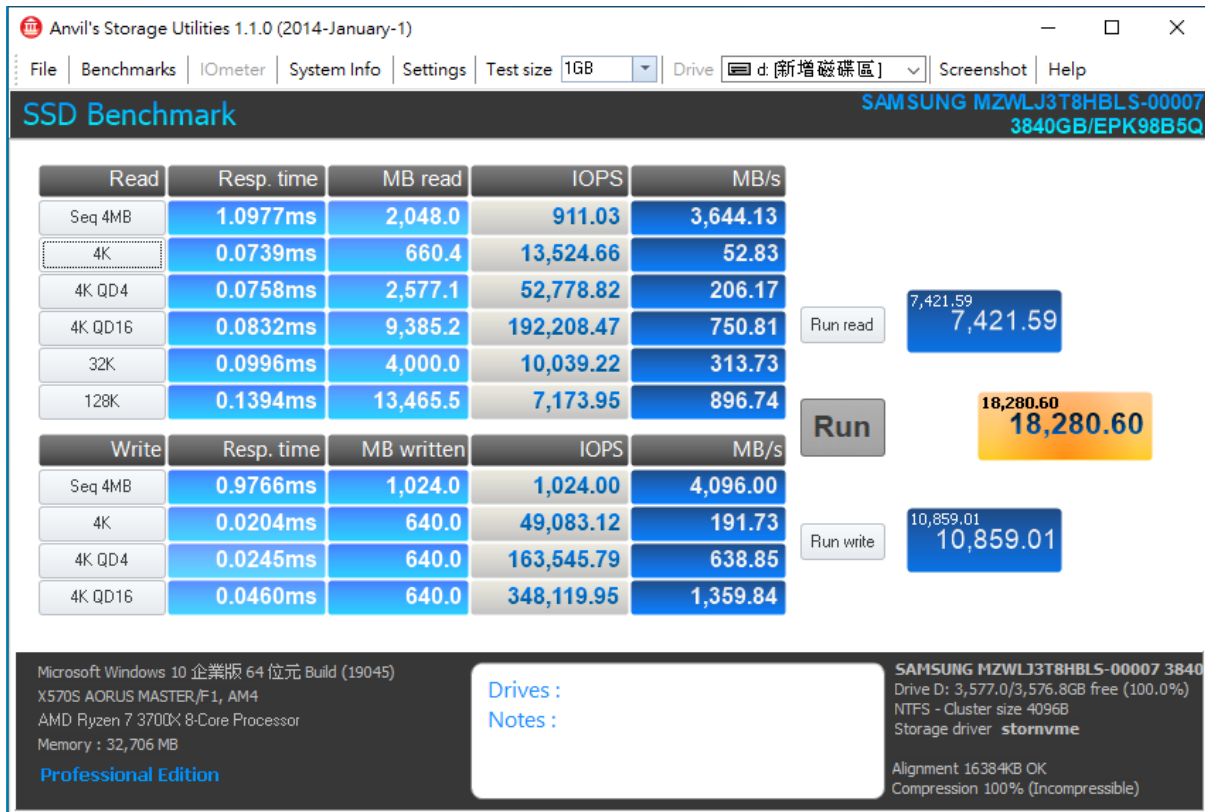 Anvil's Storage Utilities 1.1.0 (2014-January-1)
File Benchmarks IOmeter System Info Settings Test size 1GB Drive d: [新增磁碟區] Screenshot Help
SSD Benchmark
SAMSUNG MZWLJ3T8HBLS-00007
3840GB/EPK98B5Q
Read Resp. time MB read IOPS MB/s
Seq 4MB 1.0977ms 2,048.0 911.03 3,644.13
4K 0.0739ms 660.4 13,524.66 52.83
4K QD4 0.0758ms 2,577.1 52,778.82 206.17
4K QD16 0.0832ms 9,385.2 192,208.47 750.81
32K 0.0996ms 4,000.0 10,039.22 313.73
128K 0.1394ms 13,465.5 7,173.95 896.74
Run read
7,421.59
7,421.59
Run
18,280.60
18,280.60
Write Resp. time MB written IOPS MB/s
Seq 4MB 0.9766ms 1,024.0 1,024.00 4,096.00
4K 0.0204ms 640.0 49,083.12 191.73
4K QD4 0.0245ms 640.0 163,545.79 638.85
4K QD16 0.0460ms 640.0 348,119.95 1,359.84
Run write
10,859.01
10,859.01
Microsoft Windows 10 企業版 64 位元 Build (19045)
X570S AORUS MASTER/F1, AM4
AMD Ryzen 7 3700X 8-Core Processor
Memory : 32,706 MB
Professional Edition
Drives :
Notes :
SAMSUNG MZWLJ3T8HBLS-00007 3840
Drive D: 3,577.0/3,576.8GB free (100.0%)
NTFS - Cluster size 4096B
Storage driver stornvme
Alignment 16384KB OK
Compression 100% (Incompressible)